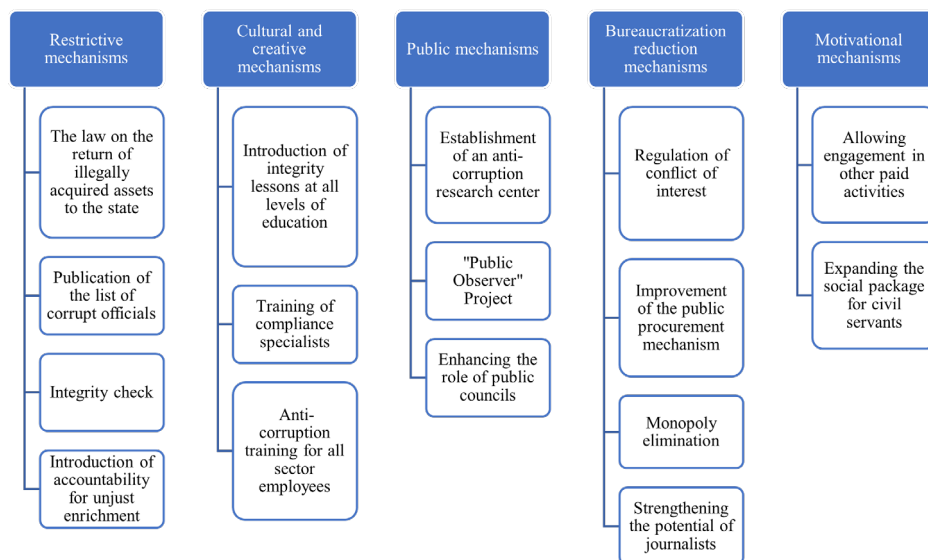 Restrictive
mechanisms
The law on the
return of
illegally
acquired assets
to the state
Publication of
the list of
corrupt officials
Integrity check
Introduction of
accountability
for unjust
enrichment
Cultural and
creative
mechanisms
Introduction of
integrity
lessons at all
levels of
education
Training of
compliance
specialists
Anti-
corruption
training for all
sector
employees
Public mechanisms
Establishment
of an anti-
corruption
research center
"Public
Observer"
Project
Enhancing the
role of public
councils
Bureaucratization
reduction
mechanisms
Regulation of
conflict of
interest
Improvement
of the public
procurement
mechanism
Monopoly
elimination
Strengthening
the potential of
journalists
Motivational
mechanisms
Allowing
engagement in
other paid
activities
Expanding the
social package
for civil
servants